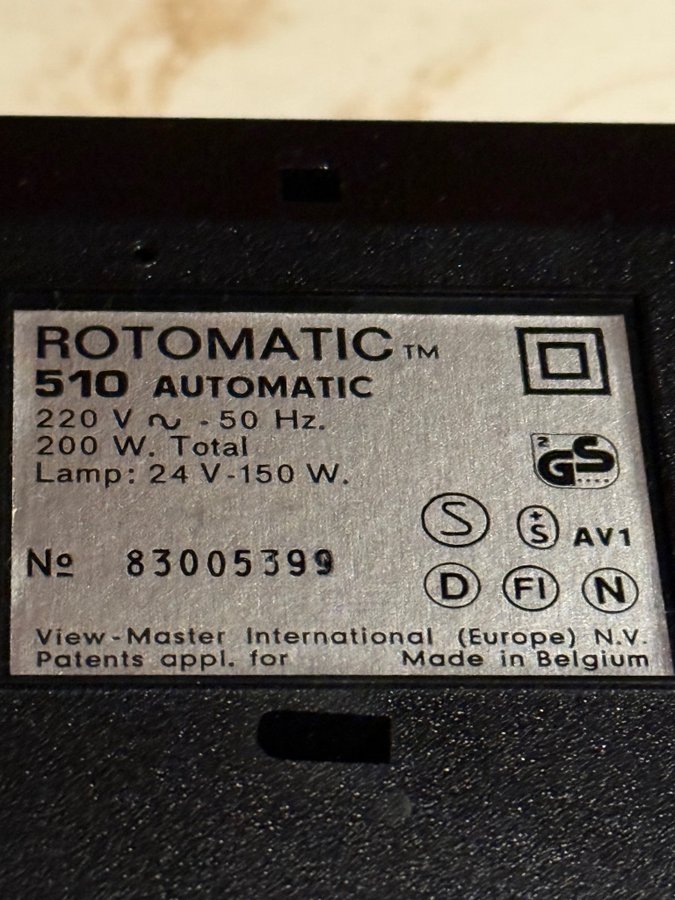 ROTOMATIC™
510 AUTOMATIC
220 V ∿ - 50 Hz.
200 W. Total
Lamp: 24 V-150 W.
2
GS
S
+S AV1
Nº 83005399
D FI N
View-Master International (Europe) N.V.
Patents appl. for Made in Belgium